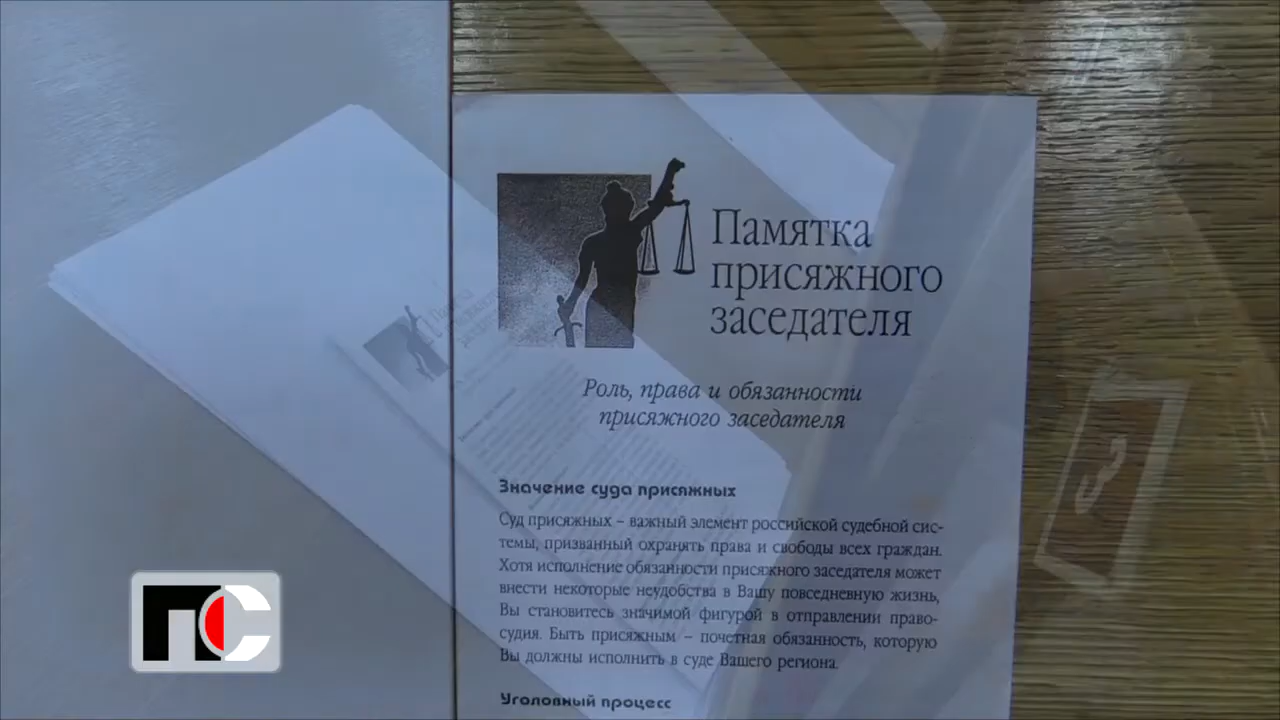 Памятка
присяжного
заседателя
Роль, права и обязанности
присяжного заседателя
Значение суда присяжных
Суд присяжных – важный элемент российской судебной сис-
темы, призванный охранять права и свободы всех граждан.
Хотя исполнение обязанности присяжного заседателя может
внести некоторые неудобства в Вашу повседневную жизнь,
Вы становитесь значимой фигурой в отправлении право-
судия. Быть присяжным – почетная обязанность, которую
Вы должны исполнить в суде Вашего региона.
Уголовный процесс
ПС